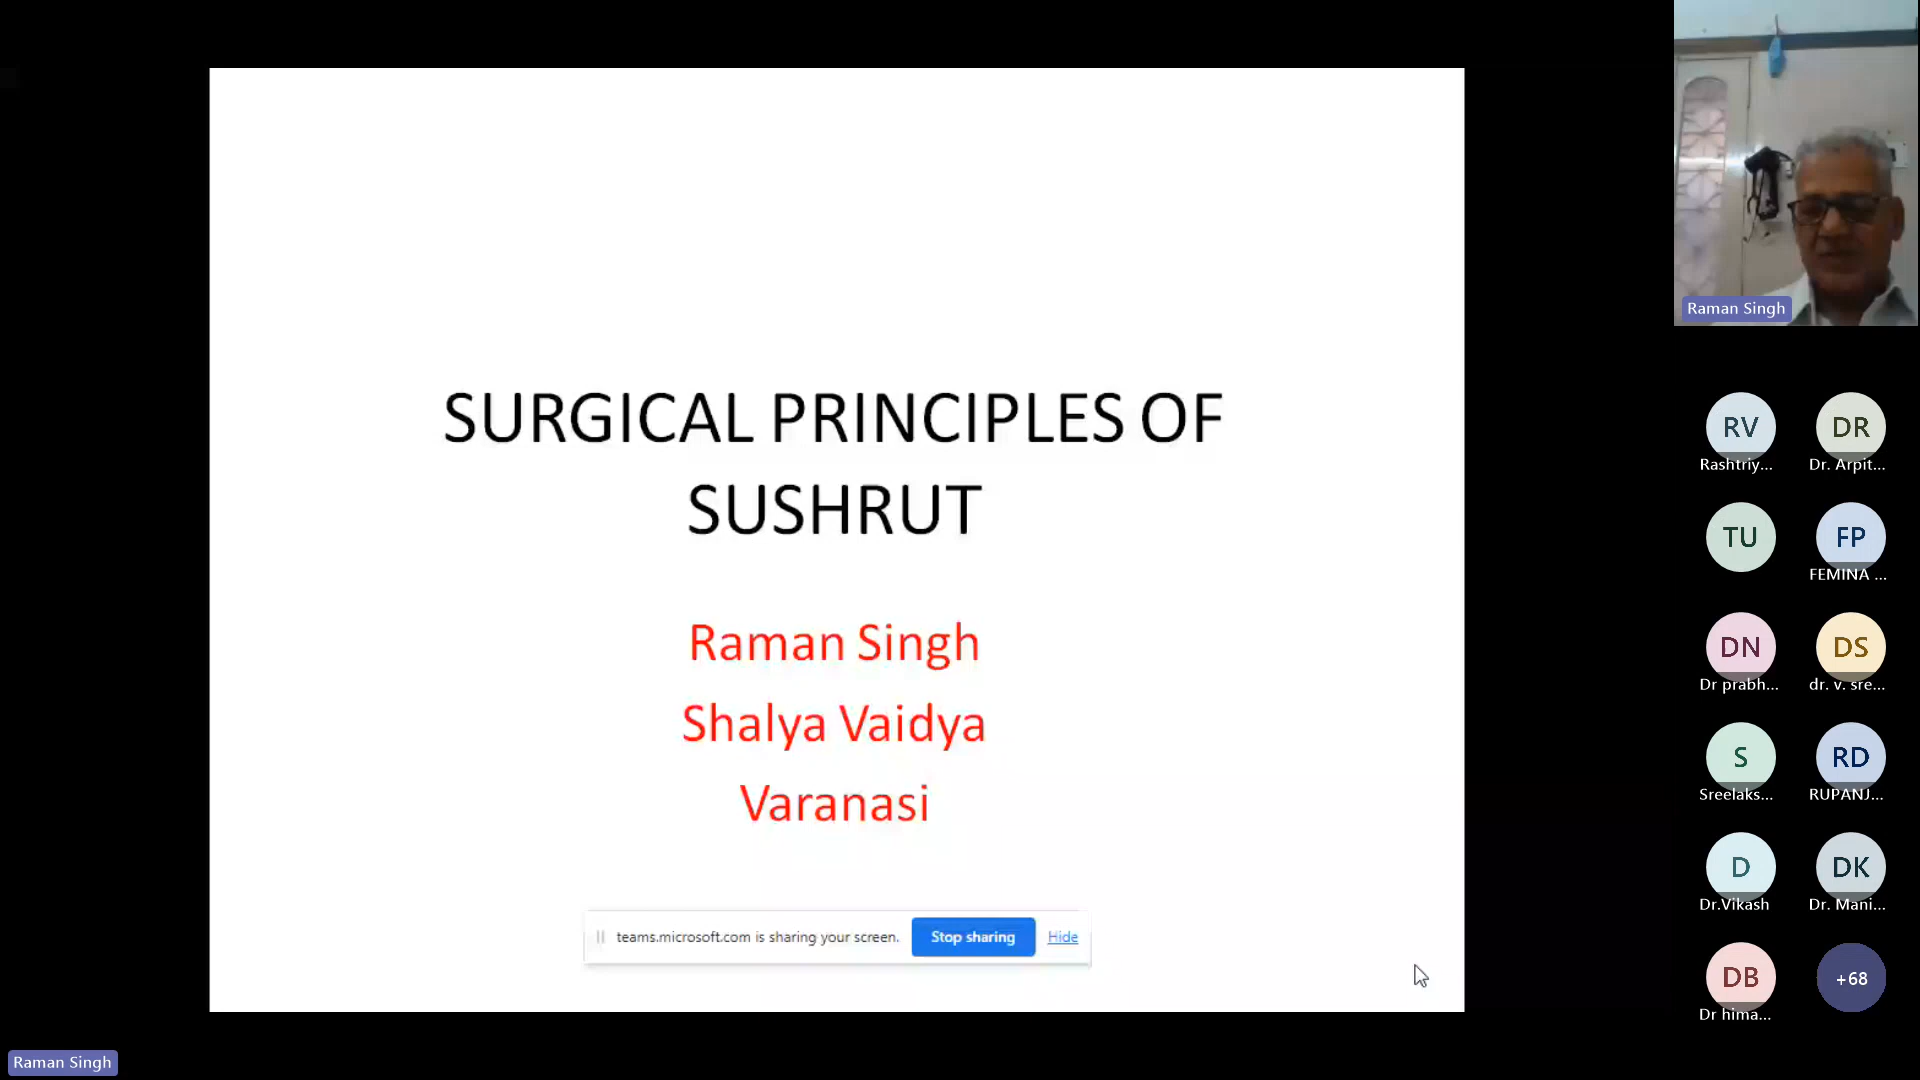 SURGICAL PRINCIPLES OF
SUSHRUT
Raman Singh
Shalya Vaidya
Varanasi
teams.microsoft.com is sharing your screen. Stop sharing Hide
Raman Singh
RV DR
Rashtriy... Dr. Arpit...
TU FP
FEMINA ...
DN DS
Dr prabh... dr. v. sre...
S RD
Sreelaks... RUPANJ...
D DK
Dr.Vikash Dr. Mani...
DB +68
Dr hima...
Raman Singh